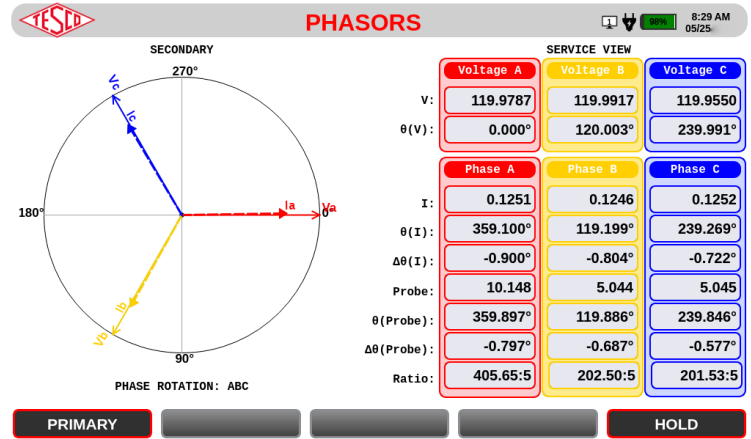 TESCO PHASORS 1 98% 8:29 AM
05/25
SECONDARY SERVICE VIEW
270°
Vc
Ic
180°
Ia
Va
0°
Ib
Vb
90°
PHASE ROTATION: ABC
Voltage A Voltage B Voltage C
V: 119.9787 119.9917 119.9550
θ(V): 0.000° 120.003° 239.991°
Phase A Phase B Phase C
I: 0.1251 0.1246 0.1252
θ(I): 359.100° 119.199° 239.269°
Δθ(I): -0.900° -0.804° -0.722°
Probe: 10.148 5.044 5.045
θ(Probe): 359.897° 119.886° 239.846°
Δθ(Probe): -0.797° -0.687° -0.577°
Ratio: 405.65:5 202.50:5 201.53:5
PRIMARY HOLD